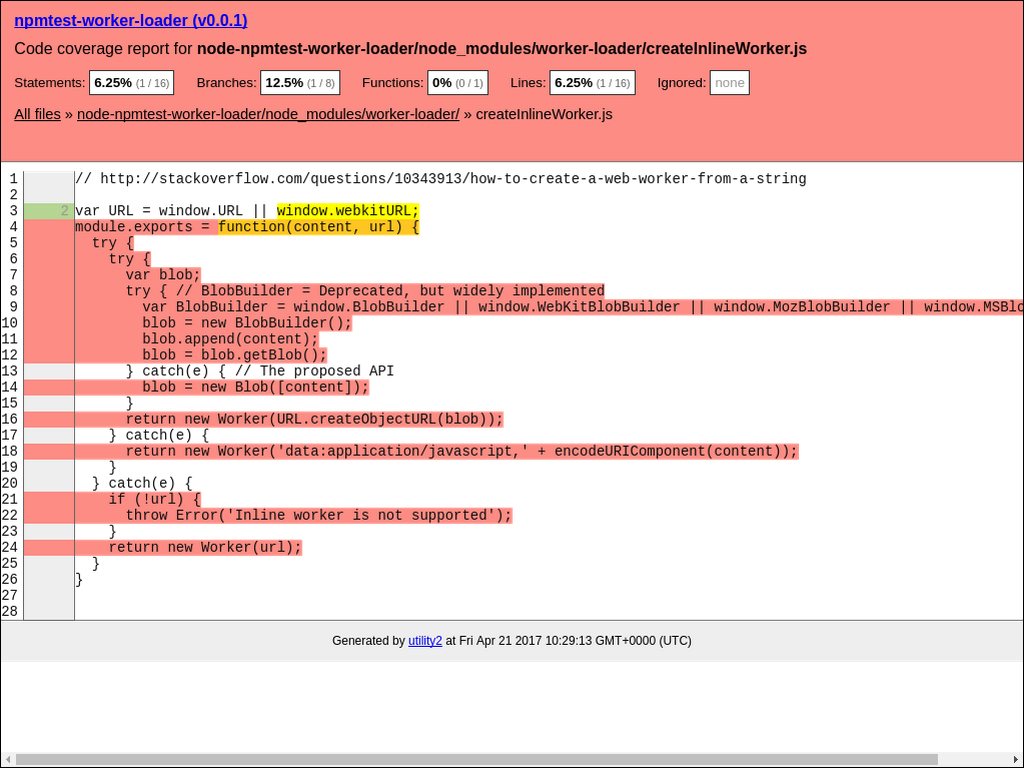 npmtest-worker-loader (v0.0.1)
Code coverage report for node-npmtest-worker-loader/node_modules/worker-loader/createInlineWorker.js
Statements: 6.25% (1 / 16) Branches: 12.5% (1 / 8) Functions: 0% (0 / 1) Lines: 6.25% (1 / 16) Ignored: none
All files » node-npmtest-worker-loader/node_modules/worker-loader/ » createInlineWorker.js
1 // http://stackoverflow.com/questions/10343913/how-to-create-a-web-worker-from-a-string
2
3 2 var URL = window.URL || window.webkitURL;
4 module.exports = function(content, url) {
5   try {
6     try {
7       var blob;
8       try { // BlobBuilder = Deprecated, but widely implemented
9         var BlobBuilder = window.BlobBuilder || window.WebKitBlobBuilder || window.MozBlobBuilder || window.MSBlo
10         blob = new BlobBuilder();
11         blob.append(content);
12         blob = blob.getBlob();
13       } catch(e) { // The proposed API
14         blob = new Blob([content]);
15       }
16       return new Worker(URL.createObjectURL(blob));
17     } catch(e) {
18       return new Worker('data:application/javascript,' + encodeURIComponent(content));
19     }
20   } catch(e) {
21     if (!url) {
22       throw Error('Inline worker is not supported');
23     }
24     return new Worker(url);
25   }
26 }
27
28
Generated by utility2 at Fri Apr 21 2017 10:29:13 GMT+0000 (UTC)